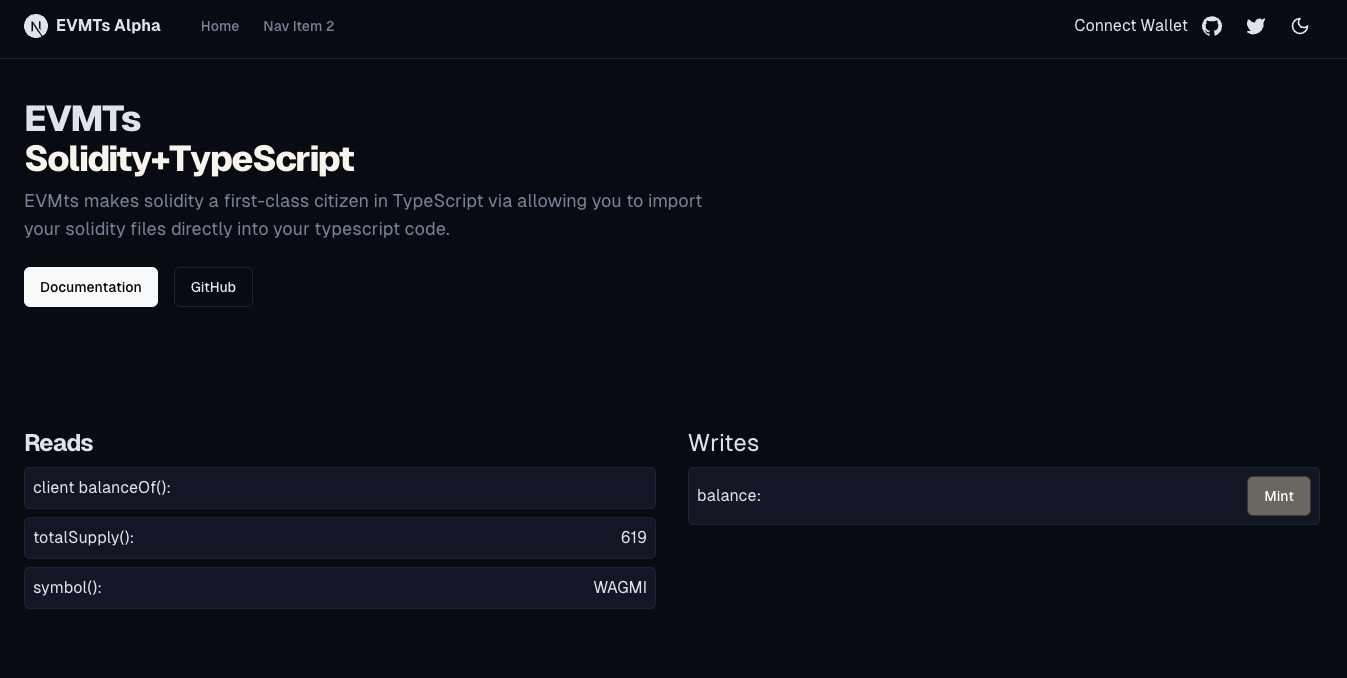 EVMTs Alpha Home Nav Item 2 Connect Wallet
EVMTs
Solidity+TypeScript
EVMts makes solidity a first-class citizen in TypeScript via allowing you to import
your solidity files directly into your typescript code.
Documentation GitHub
Reads
client balanceOf():
totalSupply(): 619
symbol(): WAGMI
Writes
balance: Mint